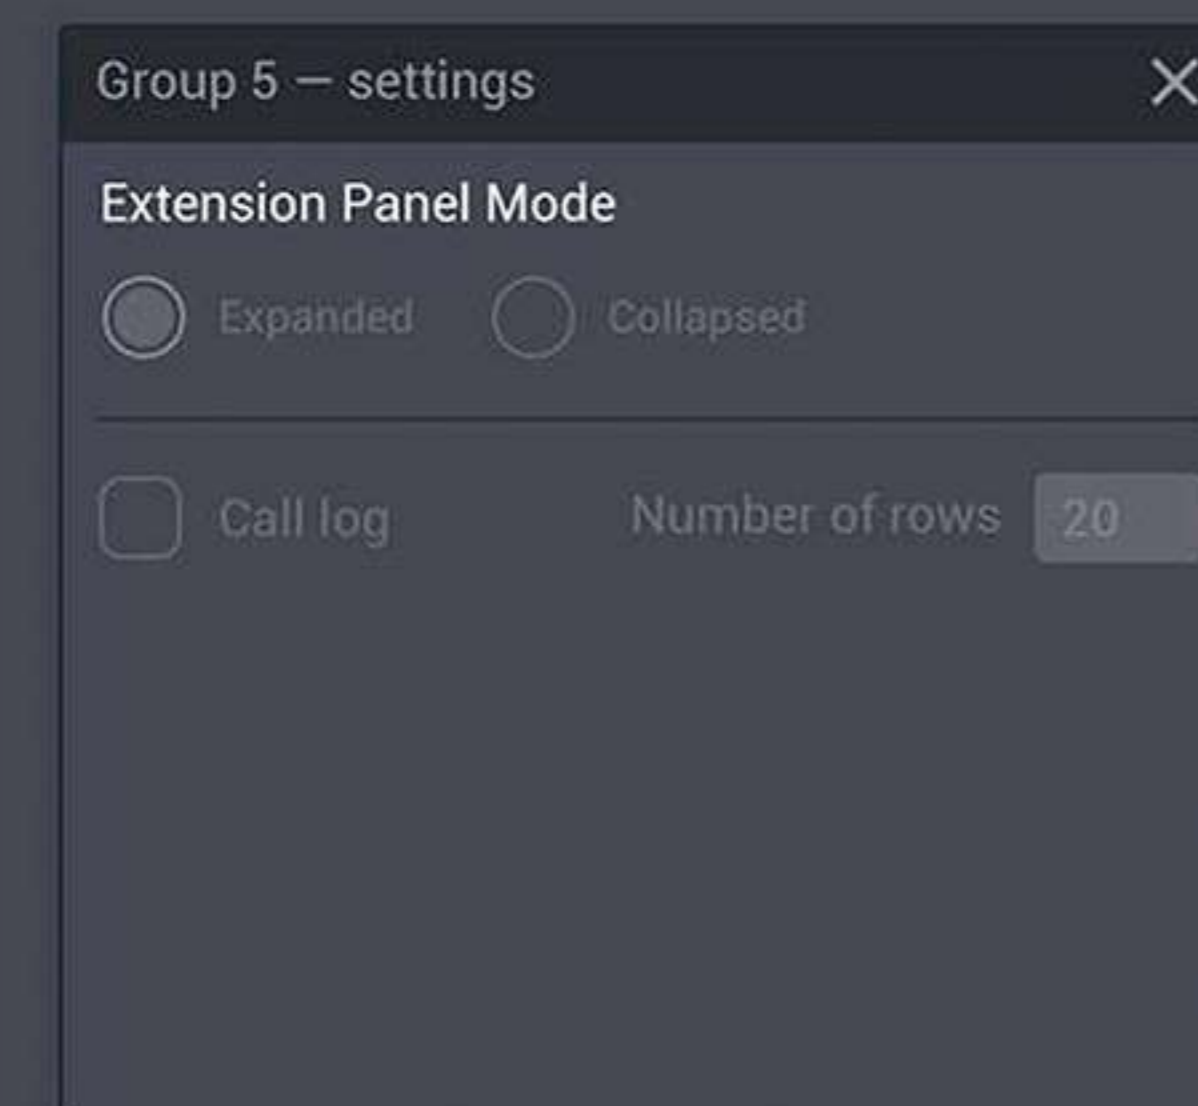 Group 5 — settings
Extension Panel Mode
Expanded Collapsed
Call log Number of rows 20